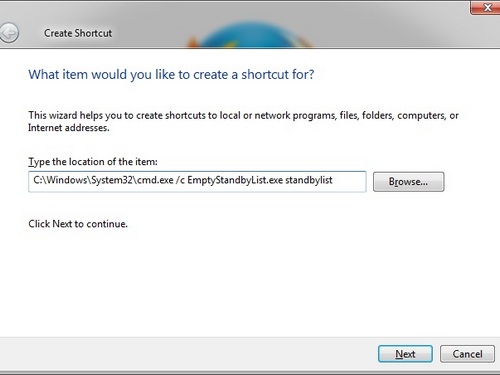 Create Shortcut
What item would you like to create a shortcut for?
This wizard helps you to create shortcuts to local or network programs, files, folders, computers, or
Internet addresses.
Type the location of the item:
C:\Windows\System32\cmd.exe /c EmptyStandbyList.exe standbylist
Browse...
Click Next to continue.
Next
Cancel